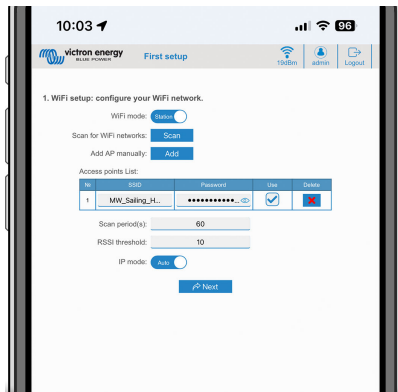 10:03
96
victron energy
BLUE POWER
First setup
19dBm
admin
Logout
1. WiFi setup: configure your WiFi network.
WiFi mode: Station
Scan for WiFi networks: Scan
Add AP manually: Add
Access points List:
№ SSID Password Use Delete
1 MW_Sailing_H... •••••••••••...
Scan period(s): 60
RSSI threshold: 10
IP mode: Auto
Next